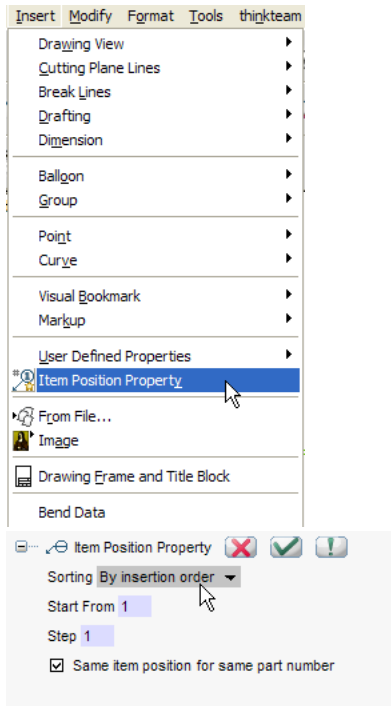 Insert Modify Format Tools thinkteam
Drawing View
Cutting Plane Lines
Break Lines
Drafting
Dimension
Balloon
Group
Point
Curve
Visual Bookmark
Markup
User Defined Properties
Item Position Property
From File...
Image
Drawing Frame and Title Block
Bend Data
Item Position Property
Sorting By insertion order
Start From 1
Step 1
Same item position for same part number